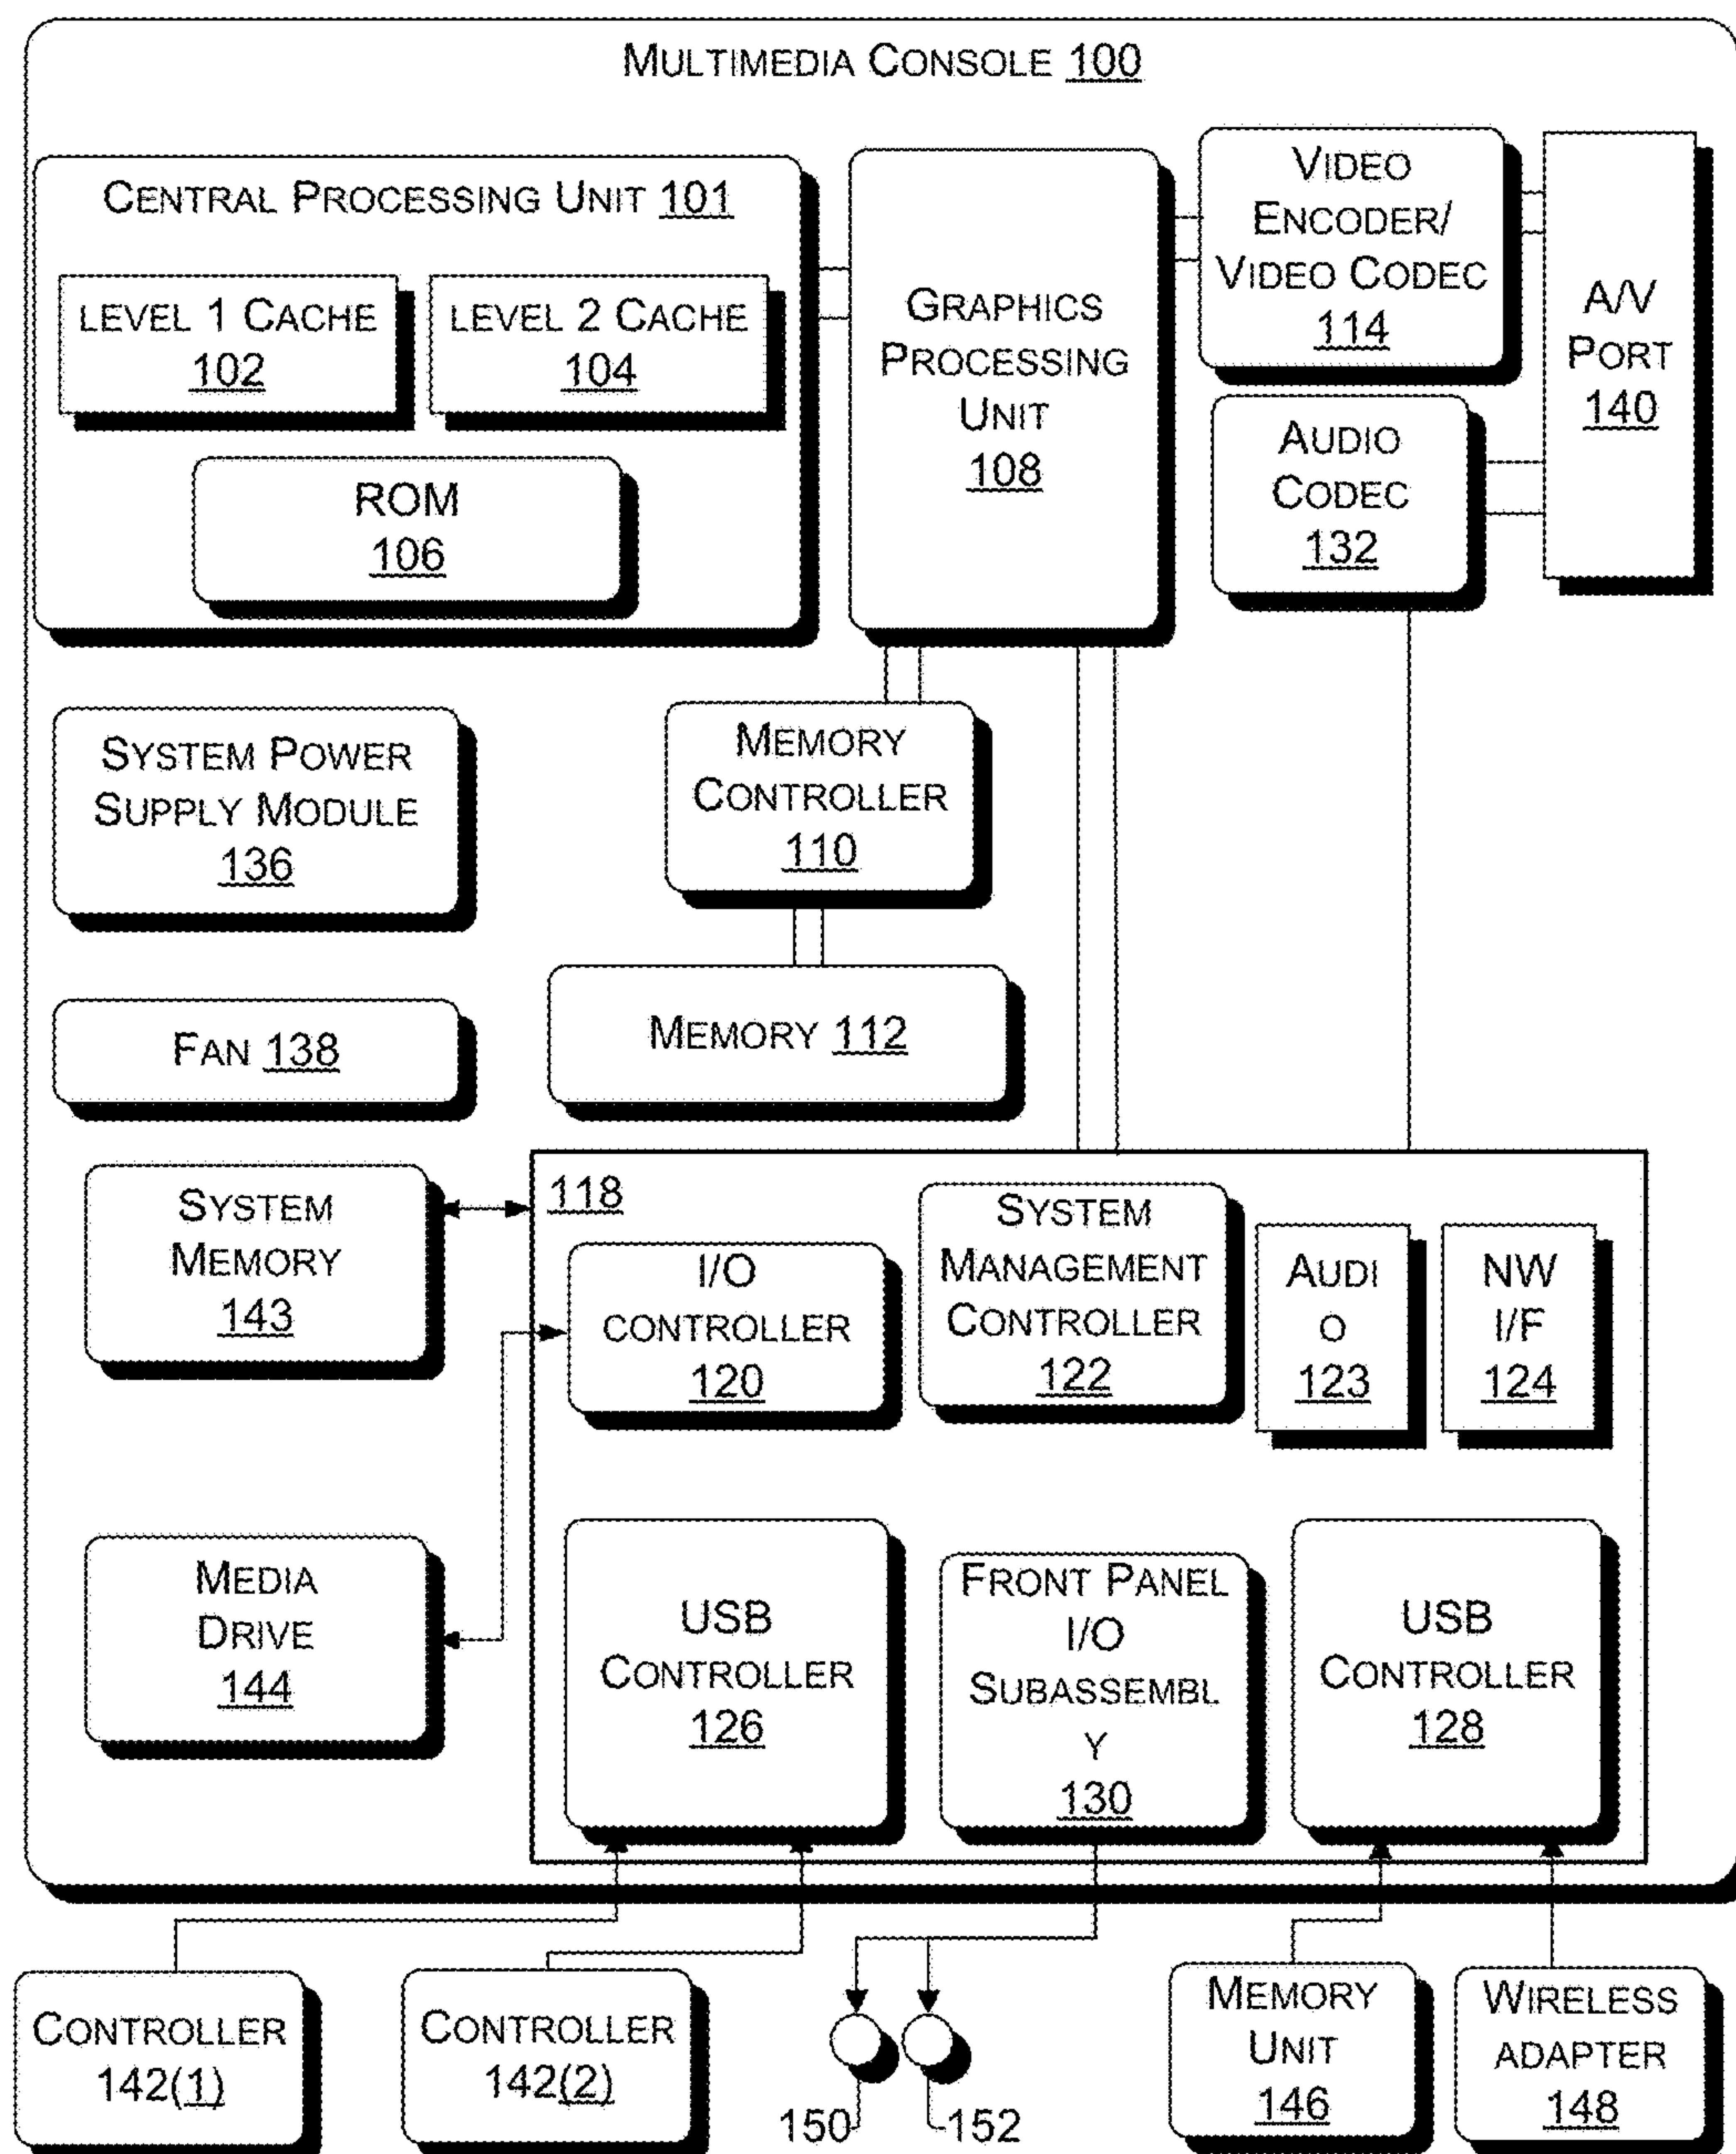 MULTIMEDIA CONSOLE 100
CENTRAL PROCESSING UNIT 101
LEVEL 1 CACHE
102
LEVEL 2 CACHE
104
ROM
106
GRAPHICS
PROCESSING
UNIT
108
VIDEO
ENCODER/
VIDEO CODEC
114
A/V
PORT
140
AUDIO
CODEC
132
SYSTEM POWER
SUPPLY MODULE
136
MEMORY
CONTROLLER
110
FAN 138
MEMORY 112
SYSTEM
MEMORY
143
118
I/O
CONTROLLER
120
SYSTEM
MANAGEMENT
CONTROLLER
122
AUDI
O
123
NW
I/F
124
MEDIA
DRIVE
144
USB
CONTROLLER
126
FRONT PANEL
I/O
SUBASSEMBL
Y
130
USB
CONTROLLER
128
CONTROLLER
142(1)
CONTROLLER
142(2)
150
152
MEMORY
UNIT
146
WIRELESS
ADAPTER
148